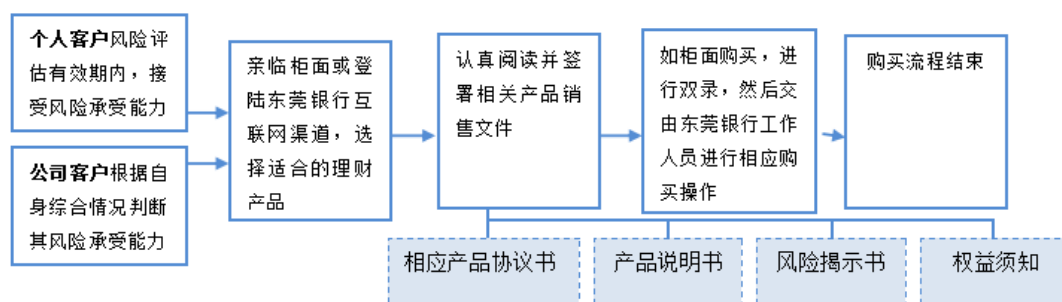 个人客户风险评
估有效期内，接
受风险承受能力
公司客户根据自
身综合情况判断
其风险承受能力
亲临柜面或登
陆东莞银行互
联网渠道，选
择适合的理财
产品
认真阅读并签
署相关产品销
售文件
如柜面购买，进
行双录，然后交
由东莞银行工作
人员进行相应购
买操作
购买流程结束
相应产品协议书
产品说明书
风险揭示书
权益须知